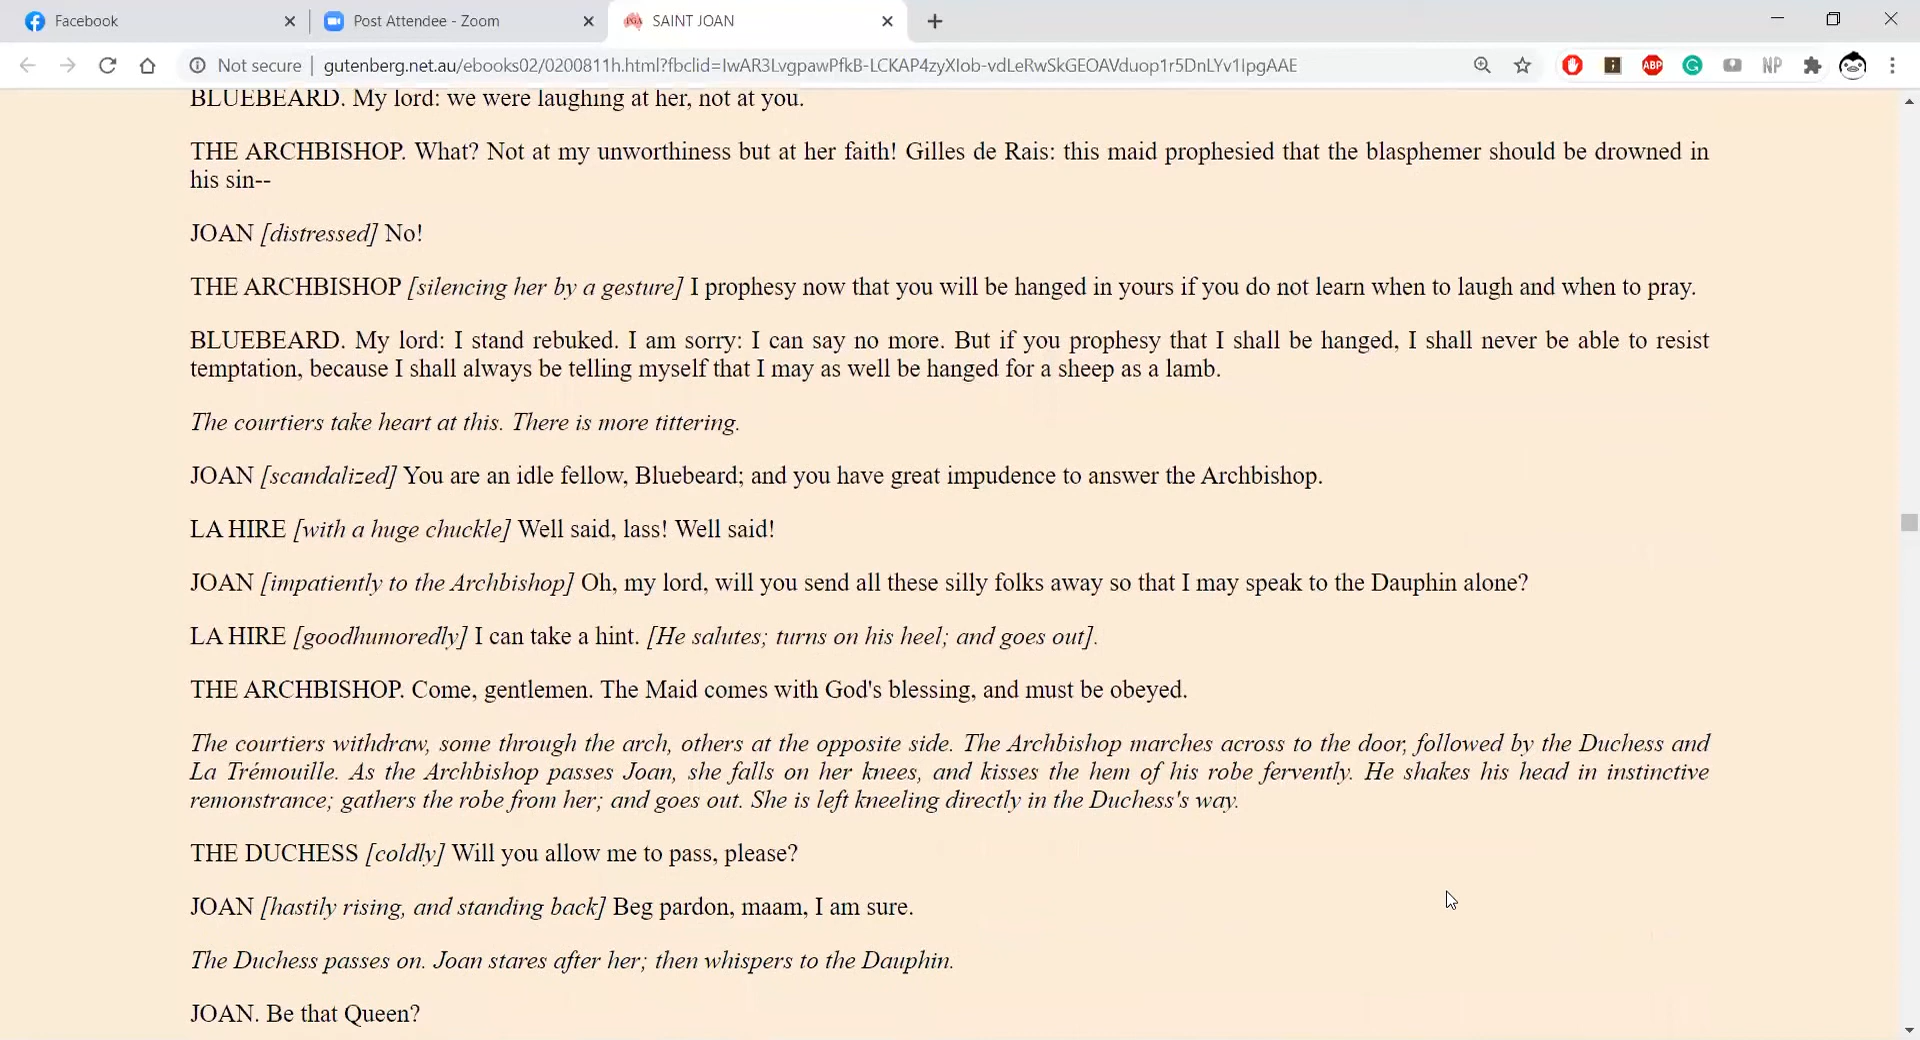 Facebook
Post Attendee - Zoom
SAINT JOAN
Not secure
gutenberg.net.au/ebooks02/0200811h.html?fbclid=IwAR3LvgpawPfkB-LCKAP4zyXIob-vdLeRwSkGEOAVduop1r5DnLYv1IpgAAE
ABP
NP
BLUEBEARD. My lord: we were laughing at her, not at you.
THE ARCHBISHOP. What? Not at my unworthiness but at her faith! Gilles de Rais: this maid prophesied that the blasphemer should be drowned in
his sin--
JOAN [distressed] No!
THE ARCHBISHOP [silencing her by a gesture] I prophesy now that you will be hanged in yours if you do not learn when to laugh and when to pray.
BLUEBEARD. My lord: I stand rebuked. I am sorry: I can say no more. But if you prophesy that I shall be hanged, I shall never be able to resist
temptation, because I shall always be telling myself that I may as well be hanged for a sheep as a lamb.
The courtiers take heart at this. There is more tittering.
JOAN [scandalized] You are an idle fellow, Bluebeard; and you have great impudence to answer the Archbishop.
LA HIRE [with a huge chuckle] Well said, lass! Well said!
JOAN [impatiently to the Archbishop] Oh, my lord, will you send all these silly folks away so that I may speak to the Dauphin alone?
LA HIRE [goodhumoredly] I can take a hint. [He salutes; turns on his heel; and goes out].
THE ARCHBISHOP. Come, gentlemen. The Maid comes with God's blessing, and must be obeyed.
The courtiers withdraw, some through the arch, others at the opposite side. The Archbishop marches across to the door, followed by the Duchess and
La Trémouille. As the Archbishop passes Joan, she falls on her knees, and kisses the hem of his robe fervently. He shakes his head in instinctive
remonstrance; gathers the robe from her; and goes out. She is left kneeling directly in the Duchess's way.
THE DUCHESS [coldly] Will you allow me to pass, please?
JOAN [hastily rising, and standing back] Beg pardon, maam, I am sure.
The Duchess passes on. Joan stares after her; then whispers to the Dauphin.
JOAN. Be that Queen?